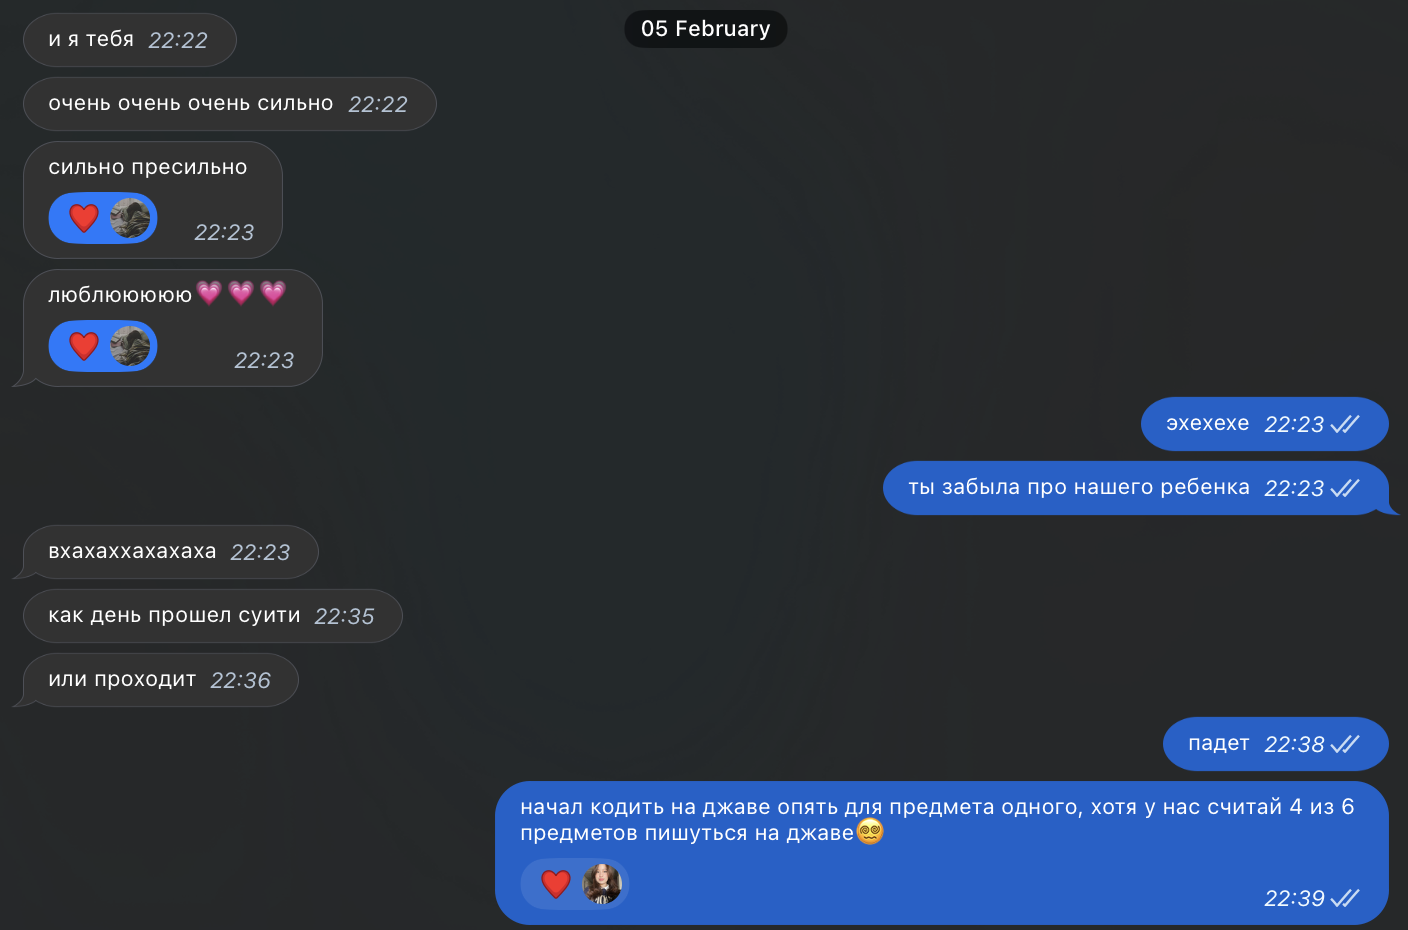 05 February
и я тебя 22:22
очень очень очень сильно 22:22
сильно пресильно
22:23
люблююююю💗💗💗
22:23
эхехехе 22:23
ты забыла про нашего ребенка 22:23
вхахаххахахаха 22:23
как день прошел суити 22:35
или проходит 22:36
падет 22:38
начал кодить на джаве опять для предмета одного, хотя у нас считай 4 из 6
предметов пишуться на джаве😵‍💫
22:39